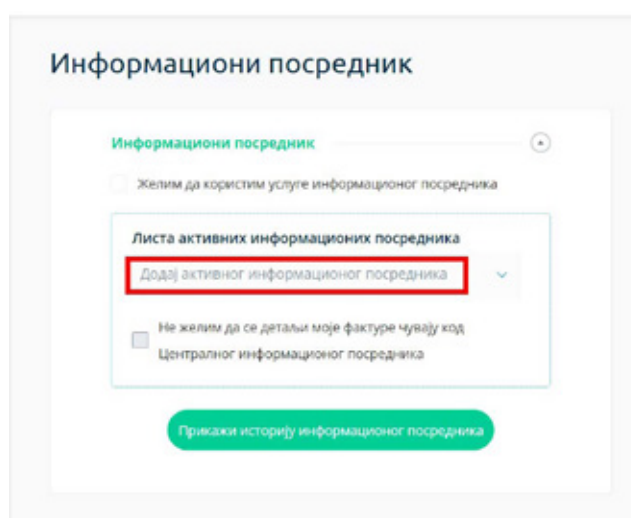 Информациони посредник
Информациони посредник
Желим да користим услуге информационог посредника
Листа активних информационих посредника
Додај активног информационог посредника
Не желим да се детаљи моје фактуре чувају код
Централног информационог посредника
Прикажи историју информационог посредника